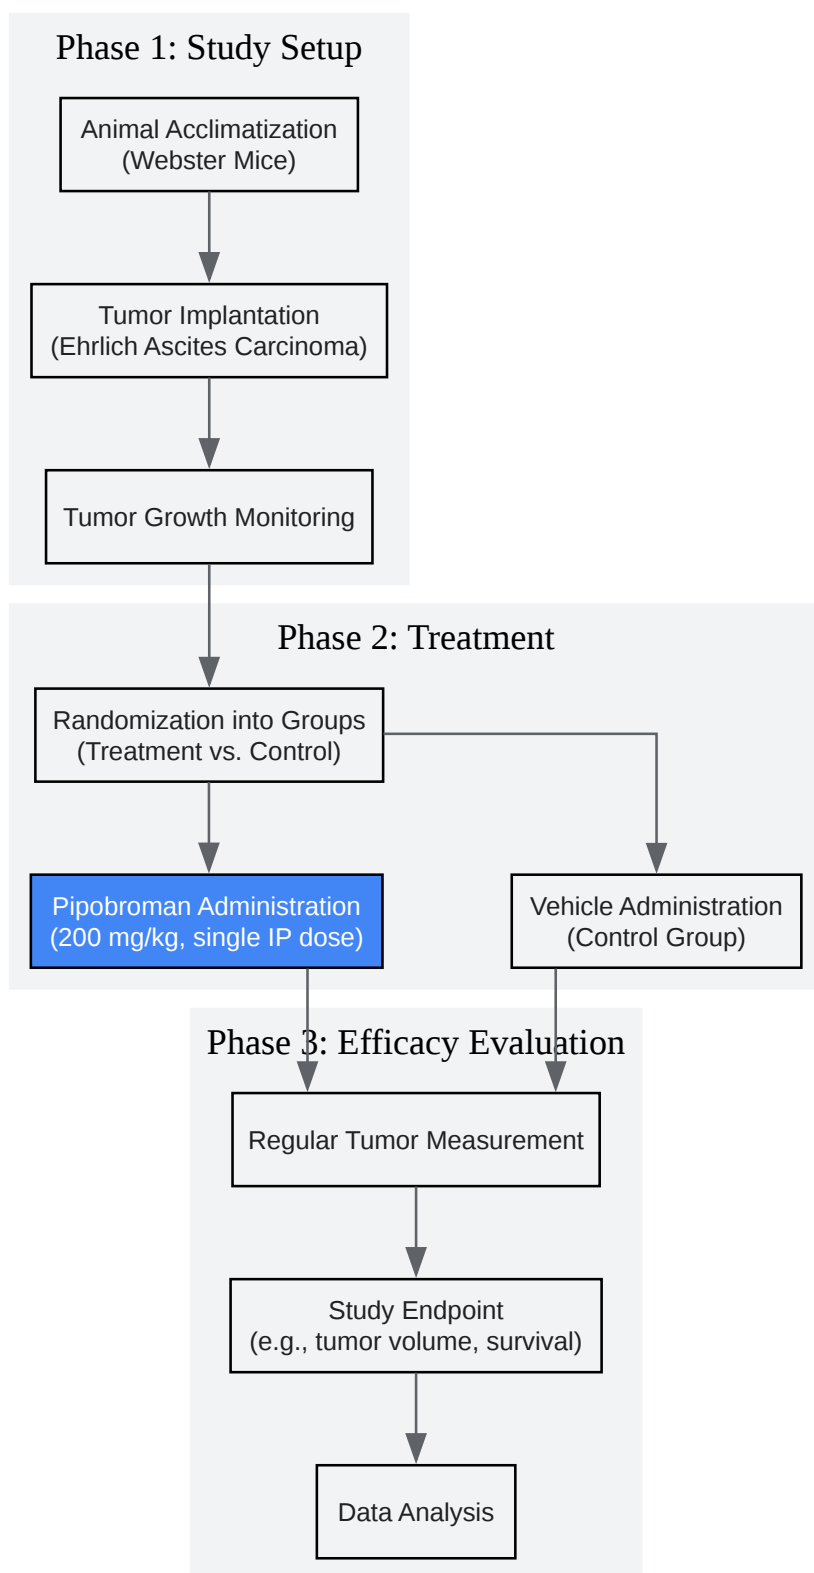 Phase 1: Study Setup
Animal Acclimatization
(Webster Mice)
Tumor Implantation
(Ehrlich Ascites Carcinoma)
Tumor Growth Monitoring
Phase 2: Treatment
Randomization into Groups
(Treatment vs. Control)
Pipobroman Administration
(200 mg/kg, single IP dose)
Vehicle Administration
(Control Group)
Phase 3: Efficacy Evaluation
Regular Tumor Measurement
Study Endpoint
(e.g., tumor volume, survival)
Data Analysis